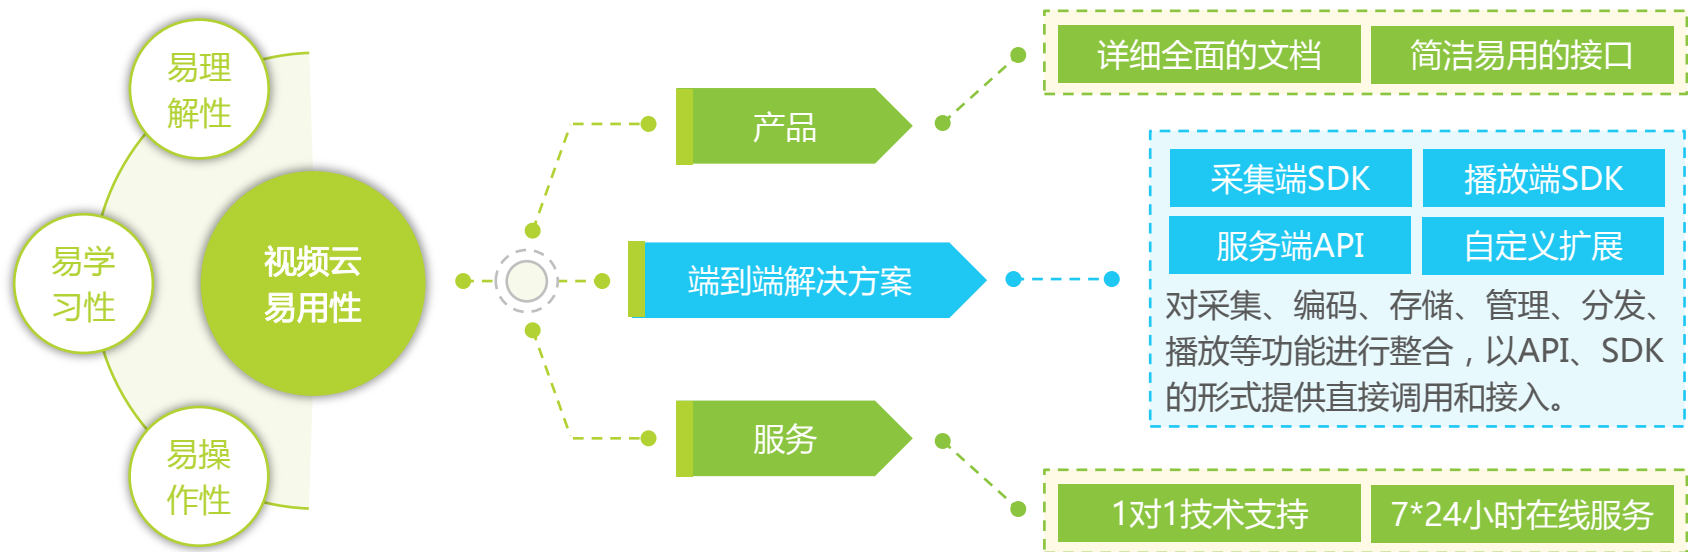 易理
解性
易学
习性
易操
作性
视频云
易用性
产品
端到端解决方案
服务
详细全面的文档
简洁易用的接口
采集端SDK
播放端SDK
服务端API
自定义扩展
对采集、编码、存储、管理、分发、
播放等功能进行整合，以API、SDK
的形式提供直接调用和接入。
1对1技术支持
7*24小时在线服务